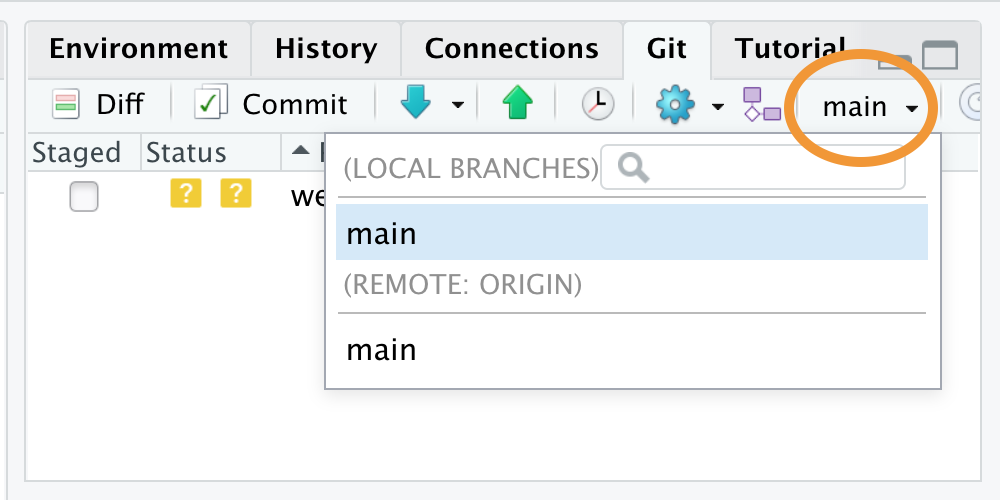 Environment History Connections Git Tutorial
Diff Commit main
Staged Status
(LOCAL BRANCHES)
? ? we
main
(REMOTE: ORIGIN)
main